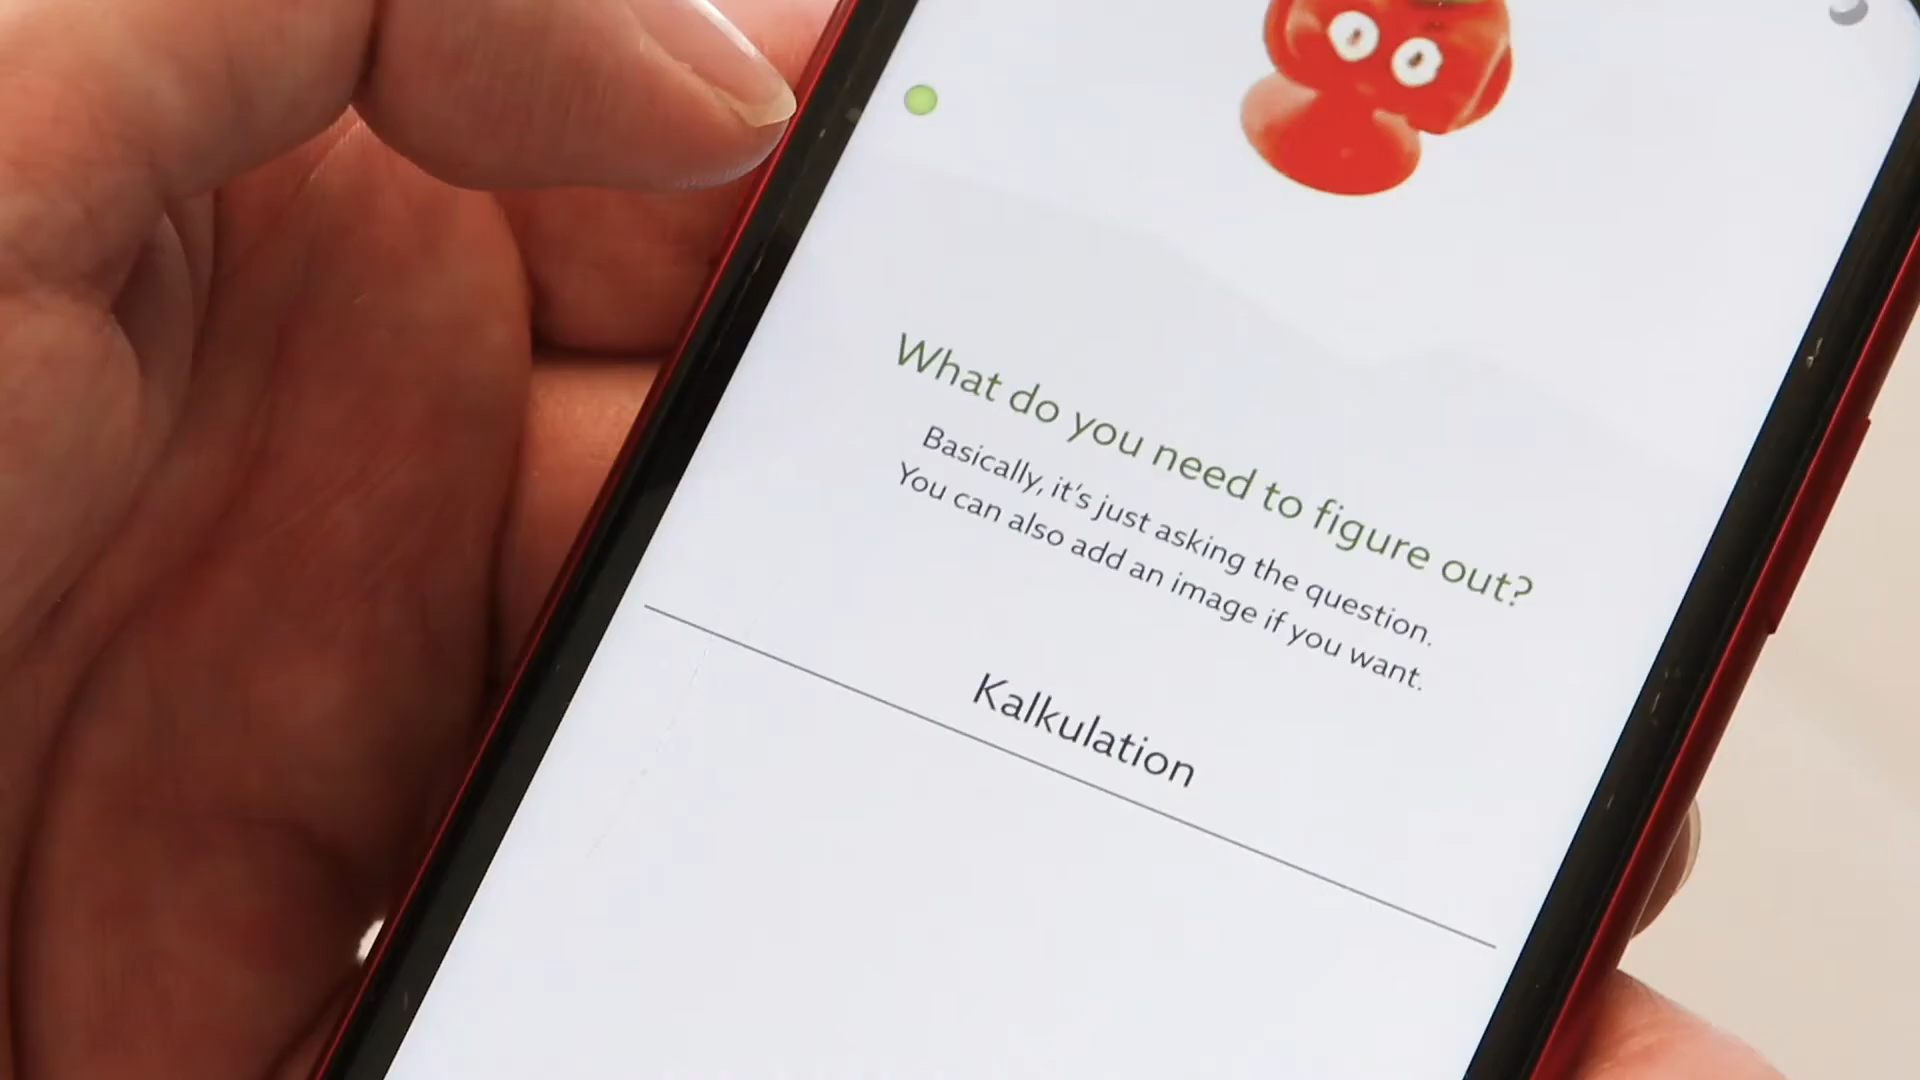 What do you need to figure out?
Basically, it's just asking the question.
You can also add an image if you want.
Kalkulation